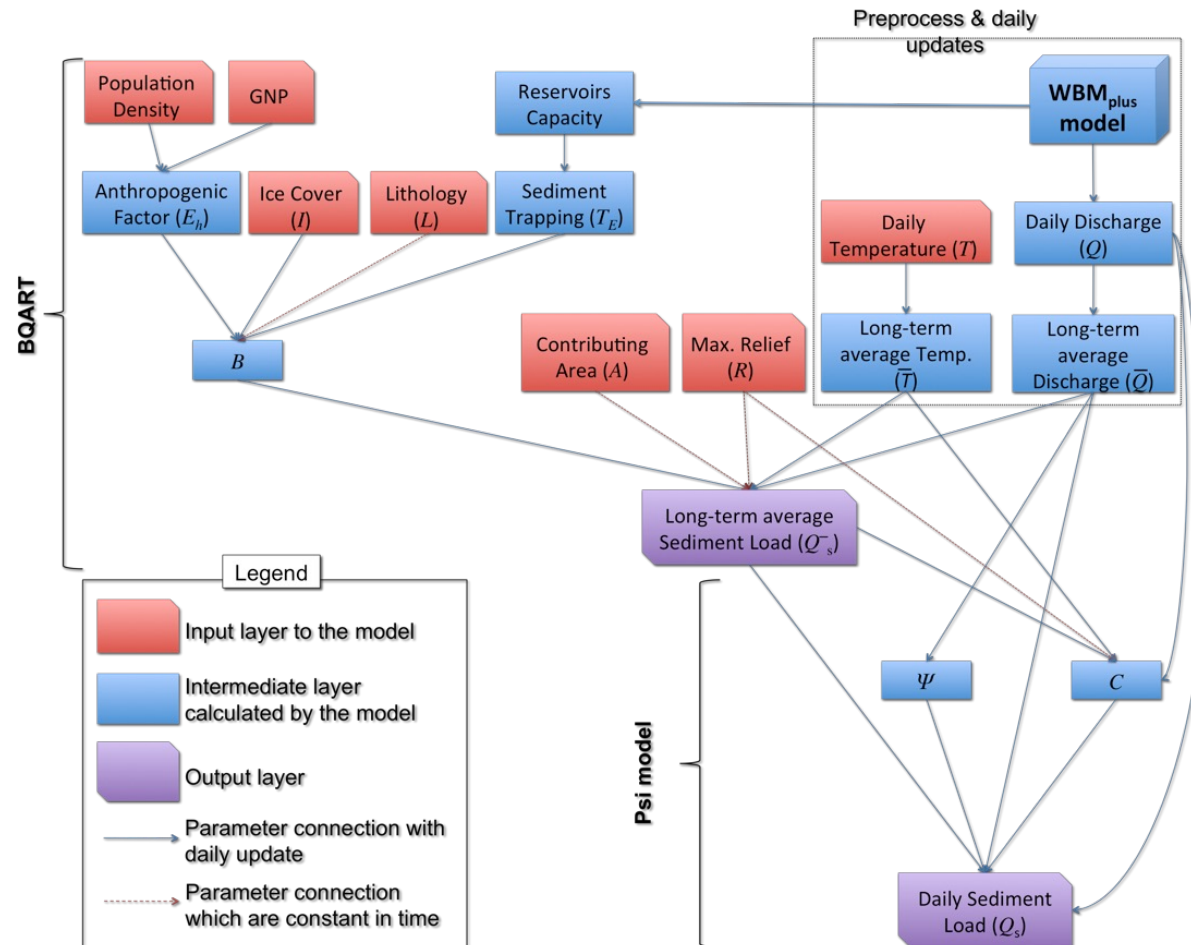 Preprocess & daily
updates
Population
Density
GNP
Reservoirs
Capacity
WBMplus
model
Anthropogenic
Factor (Eh)
Ice Cover
(I)
Lithology
(L)
Sediment
Trapping (TE)
Daily
Temperature (T)
Daily Discharge
(Q)
BQART
B
Contributing
Area (A)
Max. Relief
(R)
Long-term
average Temp.
(T̅)
Long-term
average
Discharge (Q̅)
Long-term average
Sediment Load (Q̄s)
Legend
Input layer to the model
Intermediate layer
calculated by the model
Output layer
Parameter connection with
daily update
Parameter connection
which are constant in time
Psi model
Ψ
C
Daily Sediment
Load (Qs)